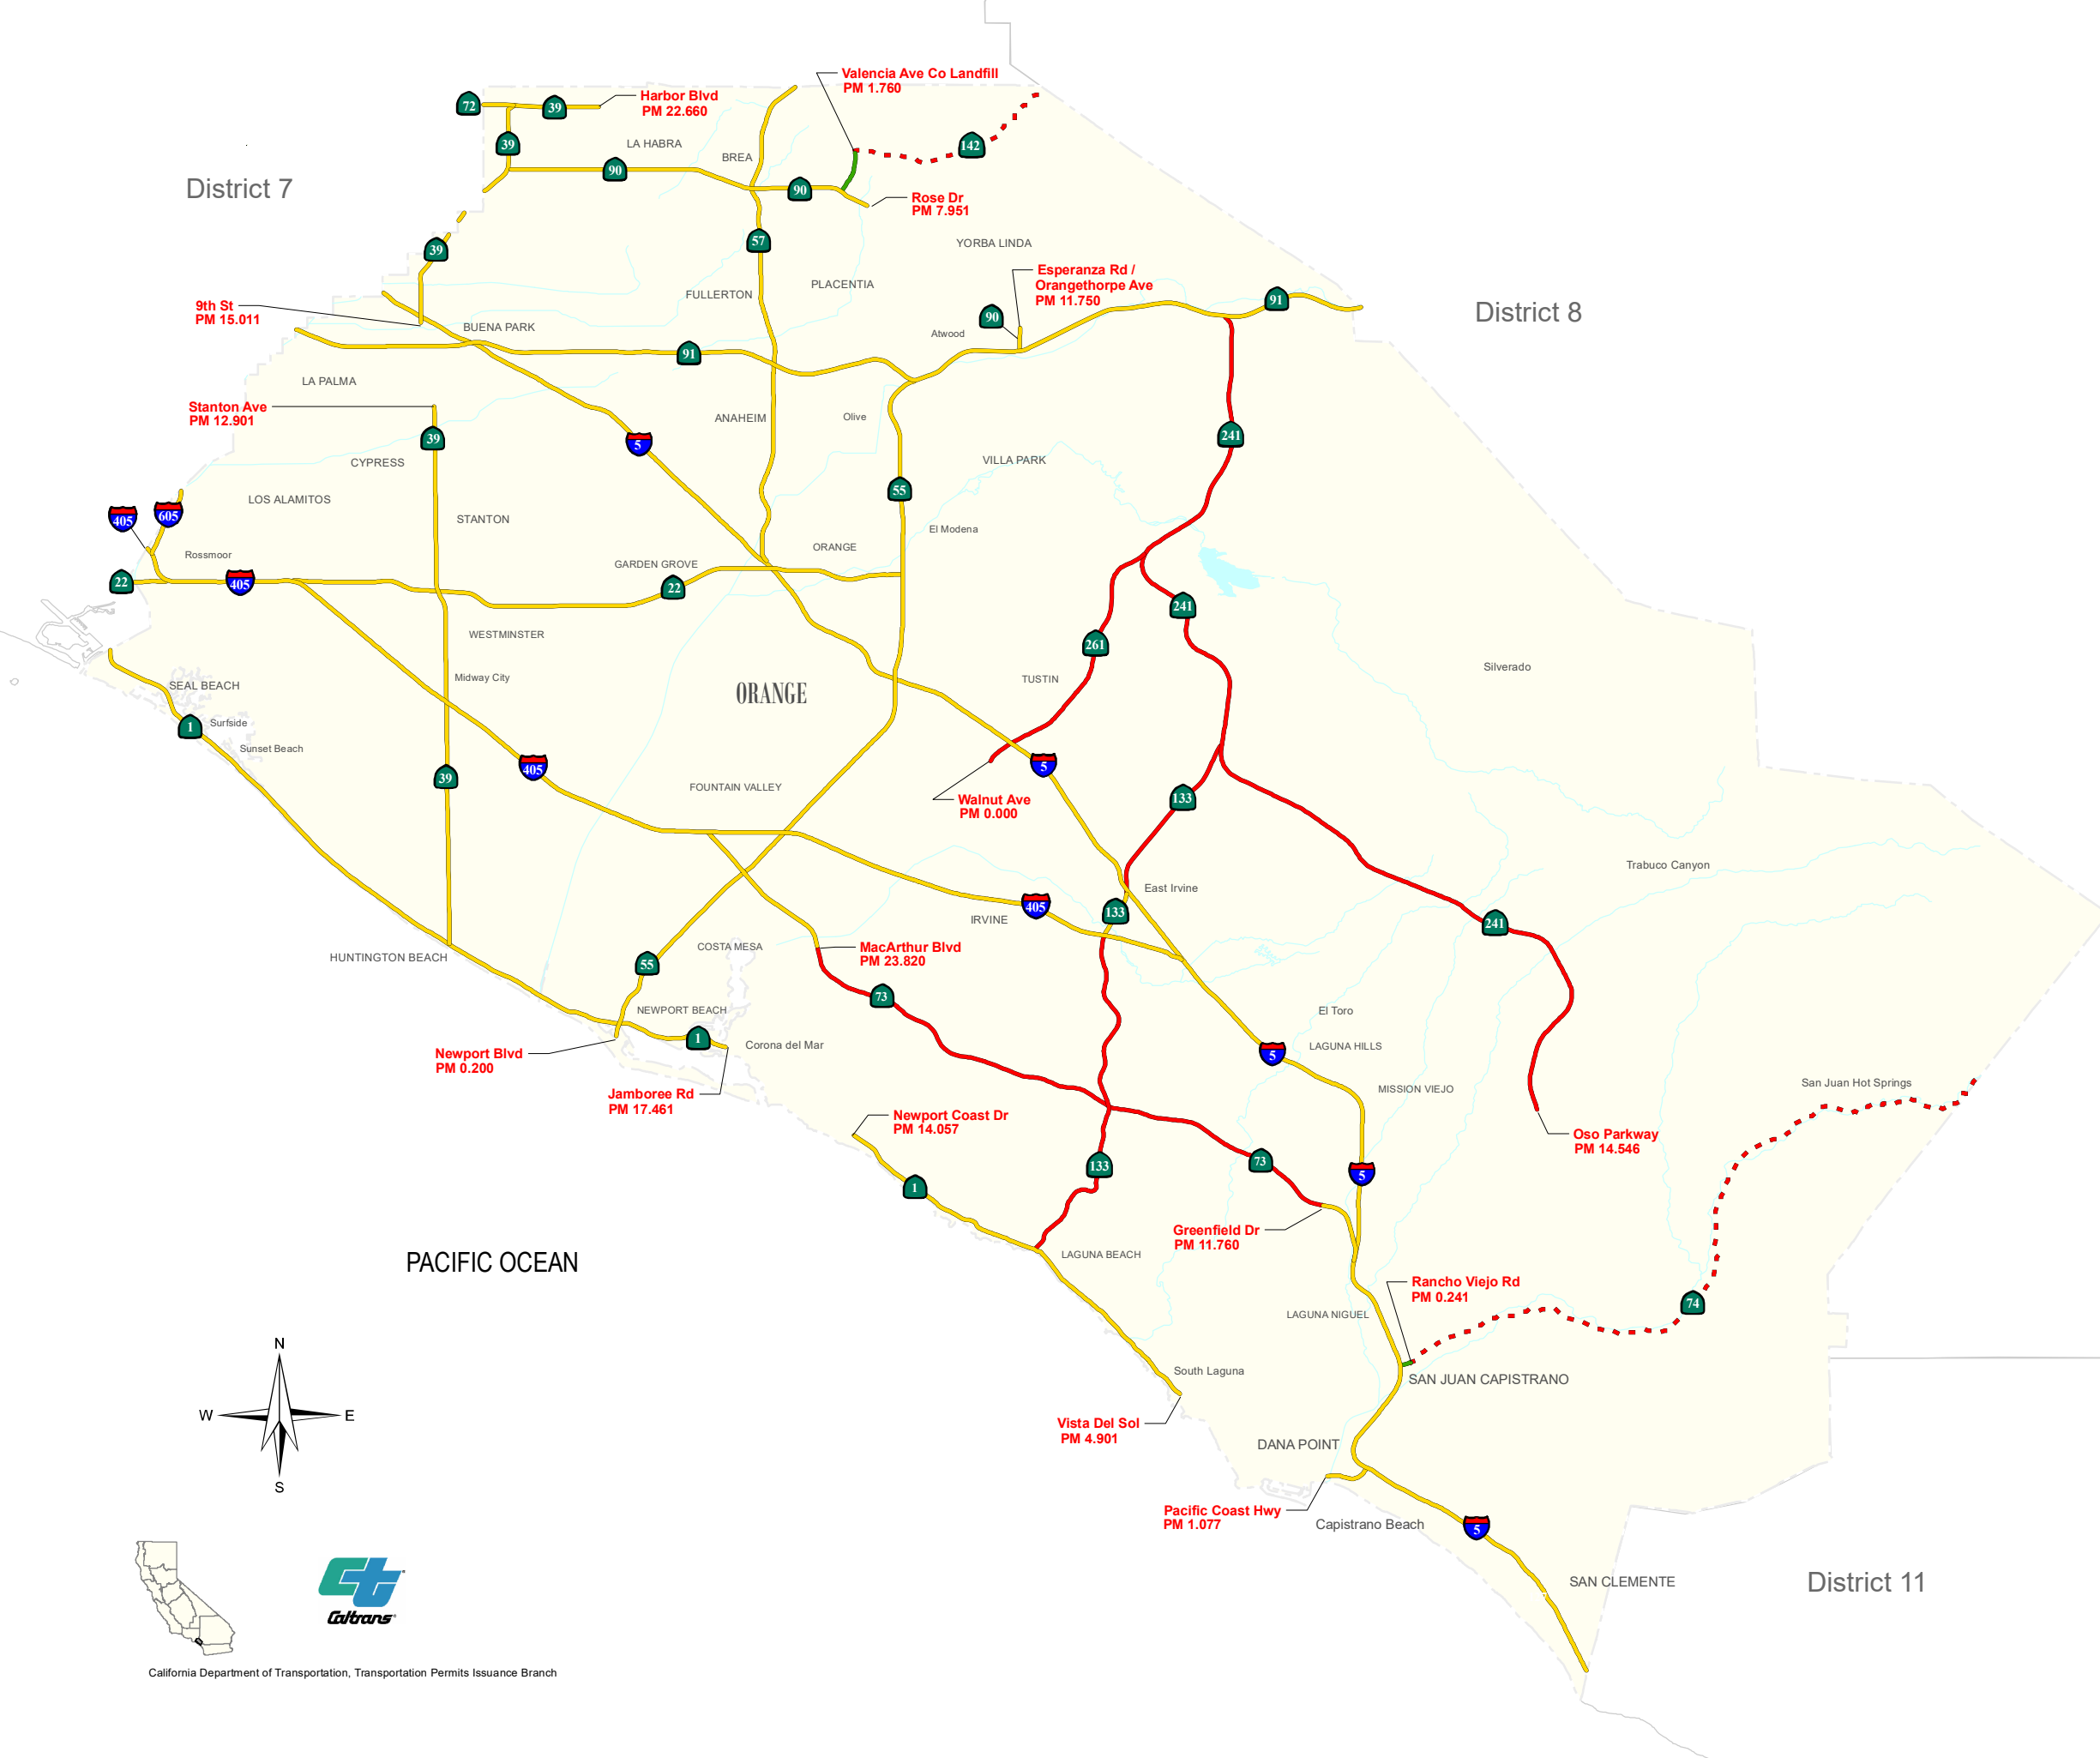 Valencia Ave Co Landfill
PM 1.760
72
39
Harbor Blvd
PM 22.660
39
LA HABRA
BREA
142
District 7
90
90
Rose Dr
PM 7.951
39
57
YORBA LINDA
Esperanza Rd /
Orangethorpe Ave
PM 11.750
PLACENTIA
FULLERTON
91
District 8
9th St
PM 15.011
BUENA PARK
90
Atwood
91
LA PALMA
Stanton Ave
PM 12.901
39
ANAHEIM
Olive
5
241
CYPRESS
VILLA PARK
LOS ALAMITOS
55
405
605
STANTON
El Modena
Rossmoor
ORANGE
GARDEN GROVE
22
405
22
241
WESTMINSTER
261
Silverado
Midway City
TUSTIN
SEAL BEACH
ORANGE
1
Surfside
Sunset Beach
39
405
5
FOUNTAIN VALLEY
Walnut Ave
PM 0.000
133
Trabuco Canyon
East Irvine
405
133
IRVINE
241
COSTA MESA
MacArthur Blvd
PM 23.820
HUNTINGTON BEACH
55
73
NEWPORT BEACH
El Toro
1
Corona del Mar
LAGUNA HILLS
Newport Blvd
PM 0.200
5
Jamboree Rd
PM 17.461
MISSION VIEJO
San Juan Hot Springs
Newport Coast Dr
PM 14.057
Oso Parkway
PM 14.546
133
73
5
1
Greenfield Dr
PM 11.760
LAGUNA BEACH
PACIFIC OCEAN
Rancho Viejo Rd
PM 0.241
74
LAGUNA NIGUEL
South Laguna
SAN JUAN CAPISTRANO
N
W
E
S
Vista Del Sol
PM 4.901
DANA POINT
Pacific Coast Hwy
PM 1.077
Capistrano Beach
5
SAN CLEMENTE
District 11
Caltrans
California Department of Transportation, Transportation Permits Issuance Branch